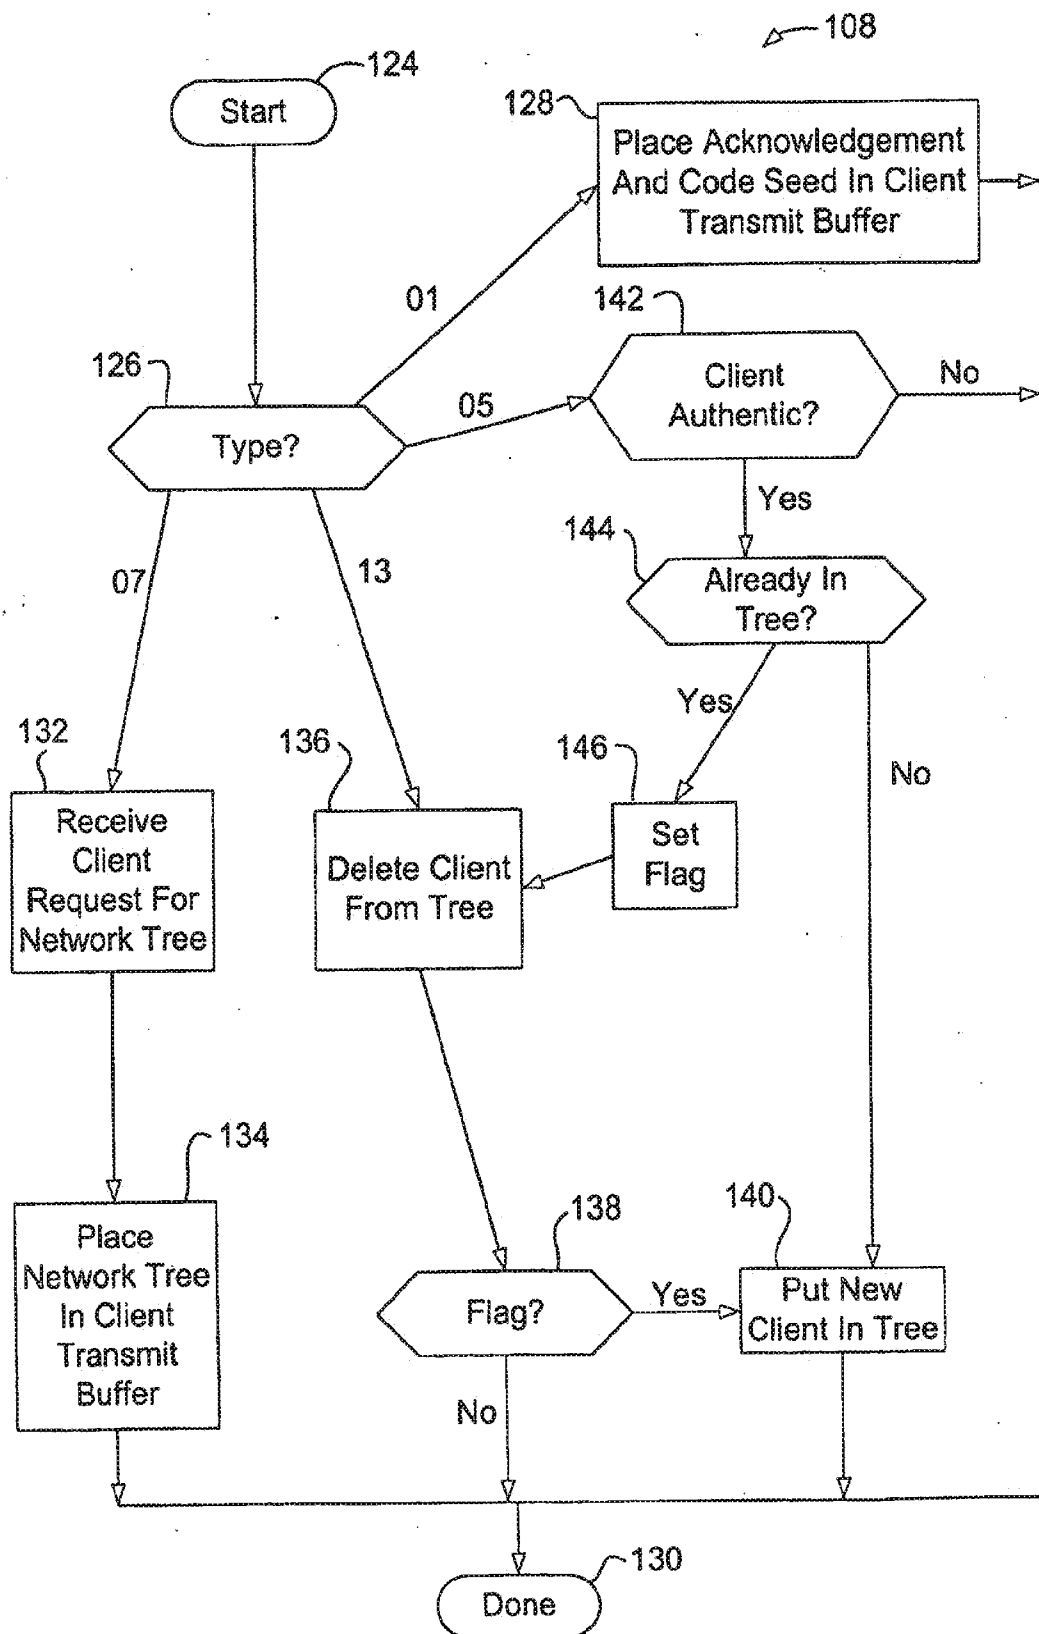 108
124
Start
128
Place Acknowledgement
And Code Seed In Client
Transmit Buffer
01
142
126
Type?
05
Client
Authentic?
No
Yes
144
Already In
Tree?
07
13
Yes
No
132
Receive
Client
Request For
Network Tree
136
Delete Client
From Tree
146
Set
Flag
134
Place
Network Tree
In Client
Transmit
Buffer
138
Flag?
Yes
140
Put New
Client In Tree
No
130
Done